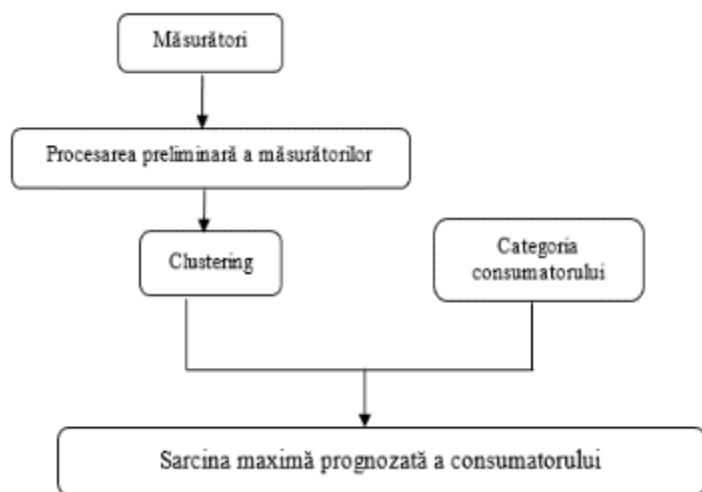 Măsurători
Procesarea preliminară a măsurătorilor
Clustering
Categoria
consumatorului
Sarcina maximă prognozată a consumatorului